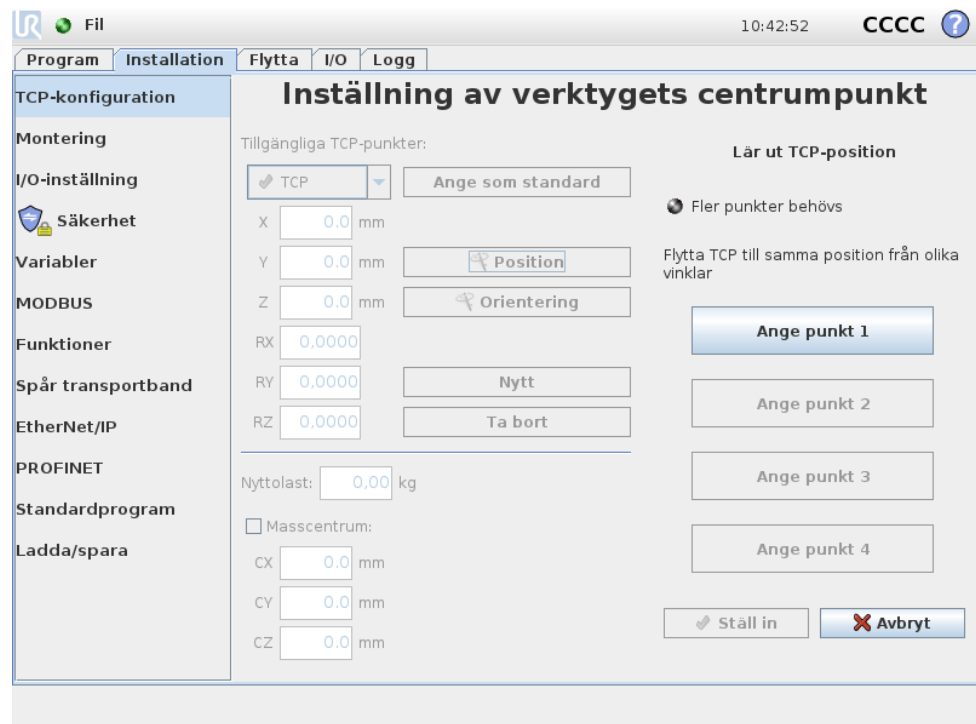 UR Fil 10:42:52 CCCC ?
Program Installation Flytta I/O Logg
TCP-konfiguration
Montering
I/O-inställning
Säkerhet
Variabler
MODBUS
Funktioner
Spår transportband
EtherNet/IP
PROFINET
Standardprogram
Ladda/spara
Inställning av verktygets centrumpunkt
Tillgängliga TCP-punkter:
TCP Ange som standard
X 0.0 mm
Y 0.0 mm Position
Z 0.0 mm Orientering
RX 0,0000
RY 0,0000 Nytt
RZ 0,0000 Ta bort
Nyttolast: 0,00 kg
Masscentrum:
CX 0.0 mm
CY 0.0 mm
CZ 0.0 mm
Lär ut TCP-position
Fler punkter behövs
Flytta TCP till samma position från olika
vinklar
Ange punkt 1
Ange punkt 2
Ange punkt 3
Ange punkt 4
Ställ in Avbryt